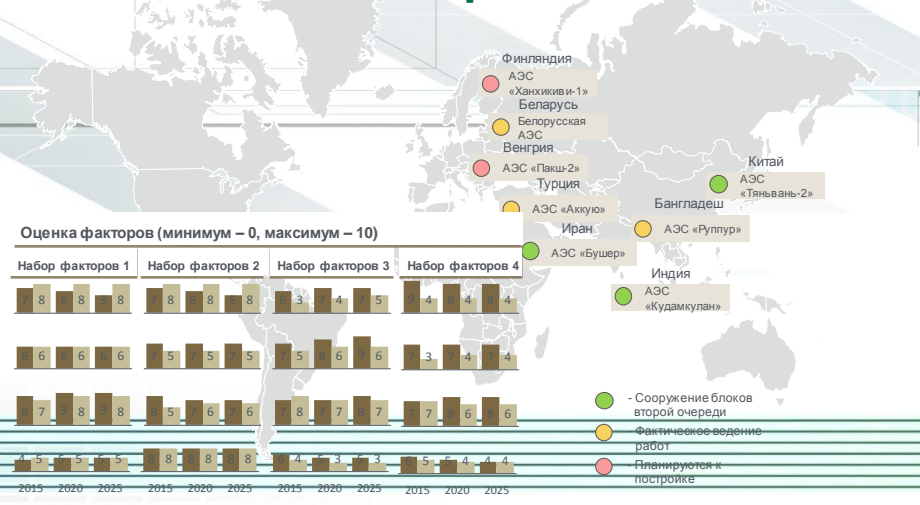 Финляндия
АЭС
«Ханхикиви-1»
Беларусь
Белорусская
АЭС
Венгрия
АЭС «Пакш-2»
Турция
АЭС «Аккую»
Иран
АЭС «Бушер»
Китай
АЭС
«Тяньвань-2»
Бангладеш
АЭС «Руппур»
Индия
АЭС
«Кудамкулан»
Оценка факторов (минимум – 0, максимум – 10)
Набор факторов 1 Набор факторов 2 Набор факторов 3 Набор факторов 4
7 8 6 8 5 8 7 8 6 8 5 8 6 3 7 4 7 5 9 4 8 4 8 4
6 6 6 6 6 6 7 5 7 5 7 5 7 5 8 6 9 6 7 3 7 4 7 4
8 7 9 8 9 8 8 5 7 6 7 6 7 8 7 7 8 7 7 7 8 6 8 6
4 5 5 5 5 5 8 8 8 8 8 8 6 4 5 3 5 3 6 5 5 4 4 4
2015 2020 2025 2015 2020 2025 2015 2020 2025 2015 2020 2025
- Сооружение блоков
второй очереди
- Фактическое ведение
работ
- Планируются к
постройке